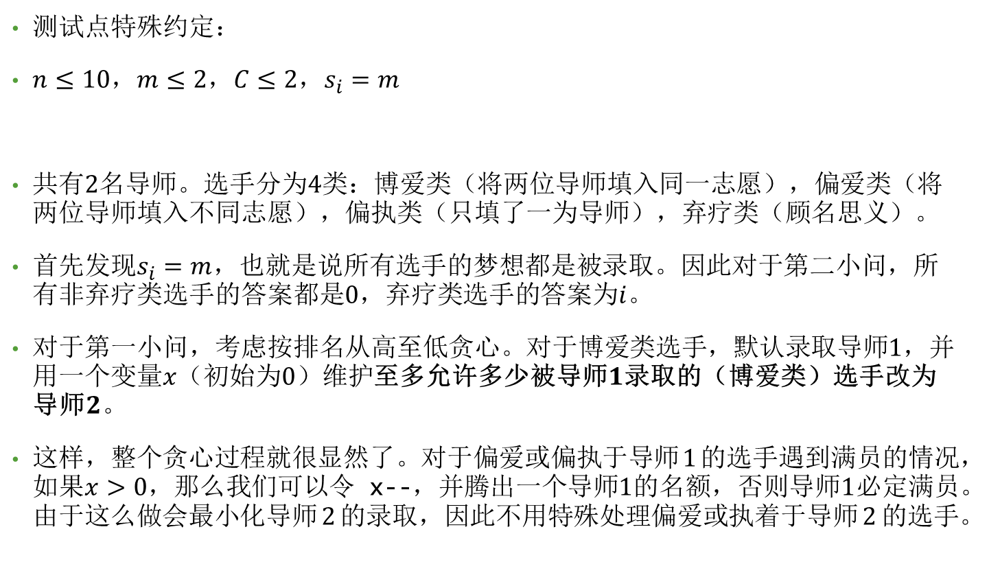 • 测试点特殊约定：
• n ≤ 10，m ≤ 2，C ≤ 2，sᵢ = m
• 共有2名导师。选手分为4类：博爱类（将两位导师填入同一志愿），偏爱类（将
两位导师填入不同志愿），偏执类（只填了一为导师），弃疗类（顾名思义）。
• 首先发现sᵢ = m，也就是说所有选手的梦想都是被录取。因此对于第二小问，所
有非弃疗类选手的答案都是0，弃疗类选手的答案为i。
• 对于第一小问，考虑按排名从高至低贪心。对于博爱类选手，默认录取导师1，并
用一个变量x（初始为0）维护至多允许多少被导师1录取的（博爱类）选手改为
导师2。
• 这样，整个贪心过程就很显然了。对于偏爱或偏执于导师1的选手遇到满员的情况，
如果x > 0，那么我们可以令 x--，并腾出一个导师1的名额，否则导师1必定满员。
由于这么做会最小化导师2的录取，因此不用特殊处理偏爱或执着于导师2的选手。